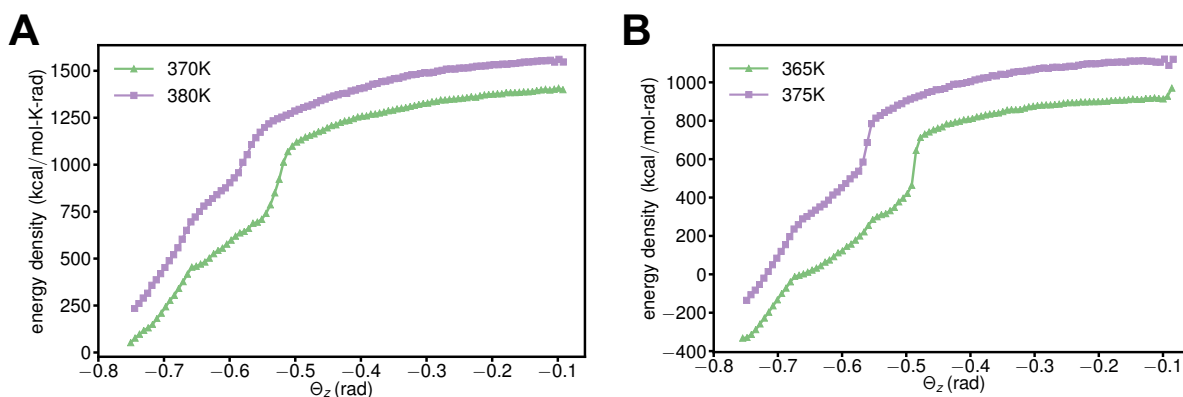 A
370K
380K
energy density (kcal/mol-K-rad)
1500
1250
1000
750
500
250
0
−0.8 −0.7 −0.6 −0.5 −0.4 −0.3 −0.2 −0.1
Θz (rad)
B
365K
375K
energy density (kcal/mol-rad)
1000
800
600
400
200
0
−200
−400
−0.8 −0.7 −0.6 −0.5 −0.4 −0.3 −0.2 −0.1
Θz (rad)